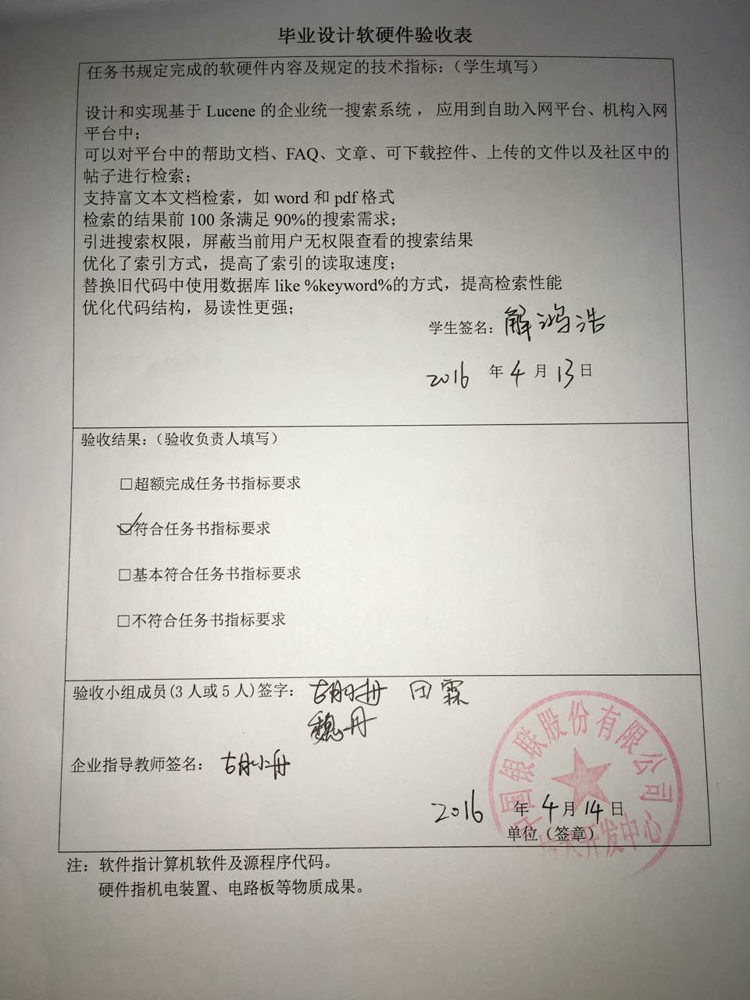 毕业设计软硬件验收表
任务书规定完成的软硬件内容及规定的技术指标：（学生填写）
设计和实现基于 Lucene 的企业统一搜索系统 ， 应用到自助入网平台、机构入网
平台中；
可以对平台中的帮助文档、FAQ、文章、可下载控件、上传的文件以及社区中的
帖子进行检索；
支持富文本文档检索，如 word 和 pdf 格式
检索的结果前 100 条满足 90%的搜索需求；
引进搜索权限，屏蔽当前用户无权限查看的搜索结果
优化了索引方式，提高了索引的读取速度；
替换旧代码中使用数据库 like %keyword%的方式，提高检索性能
优化代码结构，易读性更强；
学生签名： 解鸿浩
2016 年 4 月 13 日
验收结果：（验收负责人填写）
□超额完成任务书指标要求
☑符合任务书指标要求
□基本符合任务书指标要求
□不符合任务书指标要求
验收小组成员(3 人或 5 人)签字： 田霖
魏丹
企业指导教师签名： 胡小丹
2016 年 4 月 14 日
单位（签章）
中国银联股份有限公司
技术开发中心
注：软件指计算机软件及源程序代码。
硬件指机电装置、电路板等物质成果。